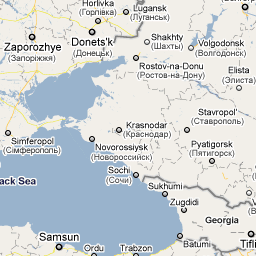 Horlivka
(Горлівка)
Lugansk
(Луганськ)
Donets'k
(Донецьк)
Zaporozhye
(Запоріжжя)
Shakhty
(Шахты)
Volgodonsk
(Волгодонск)
Rostov-na-Donu
(Ростов-на-Дону)
Elista
(Элиста)
Krasnodar
(Краснодар)
Stavropol'
(Ставрополь)
Simferopol
(Сімферополь)
Novorossiysk
(Новороссийск)
Pyatigorsk
(Пятигорск)
Sochi
(Сочи)
ack Sea
Sukhumi
Zugdidi
Georgia
Samsun
Ordu
Trabzon
Batumi
Tifli